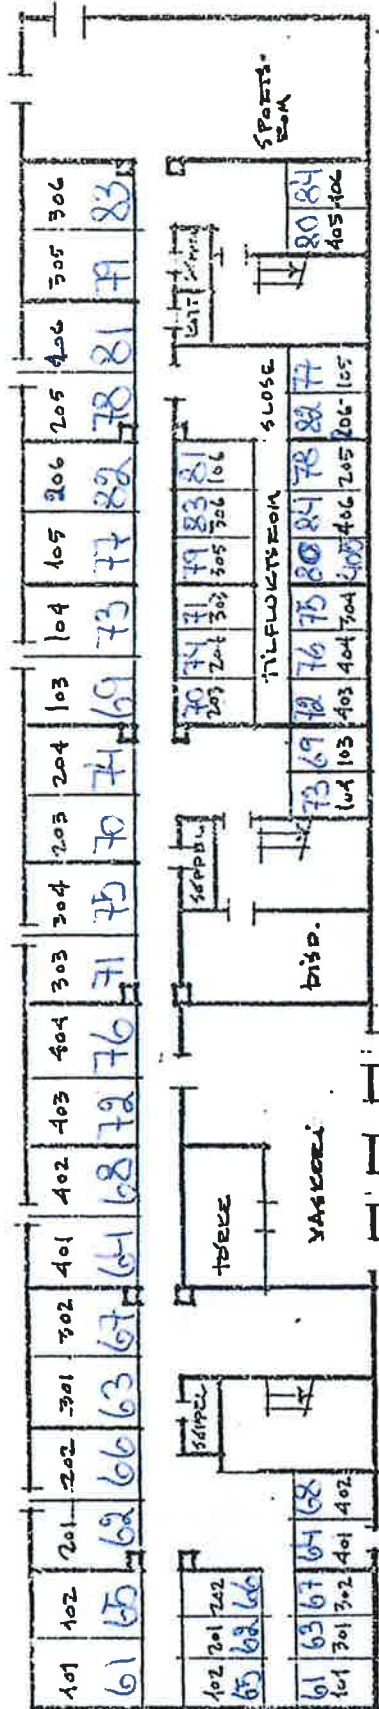 101 102 201 202 301 302 401 402 403 404 303 304 203 204 103 104 105 206 205 106 305 306
61 65 62 66 63 67 64 68 72 76 71 75 70 74 69 73 77 82 78 81 79 83
102 201 202
65 62 66
SØPPEL
TØRKE
SØPPEL
70 74 71 79 83 81
203 204 303 305 306 106
VASKERI
DISP.
TILFLUKTSROM SLUSE
SPORTS-
ROM
61 63 67 64 68
101 301 302 401 402
73 69 72 76 75 80 84 78 82 77
104 103 403 404 304 405 406 205 206 105
80 84
405 406